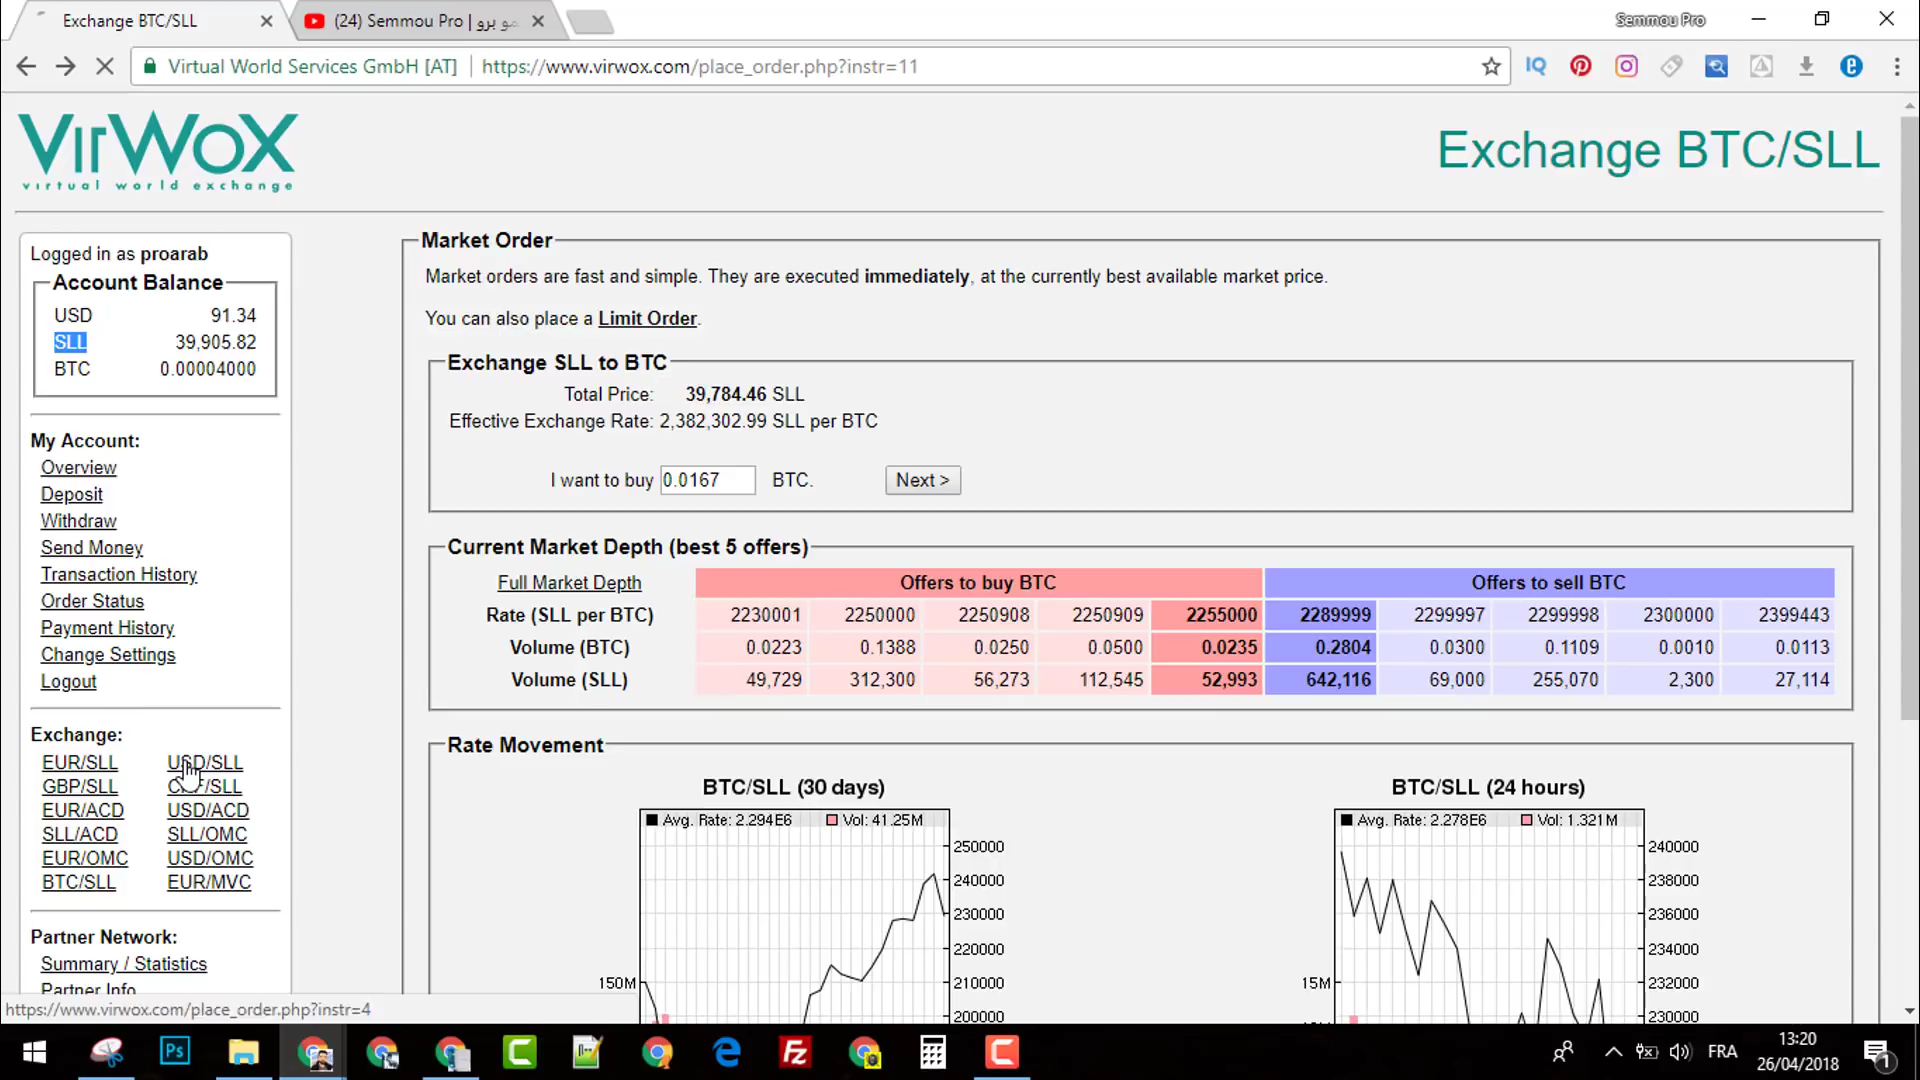 Exchange BTC/SLL
(24) Semmou Pro | مو برو
Semmou Pro
Virtual World Services GmbH [AT]
https://www.virwox.com/place_order.php?instr=11
VirWoX
virtual world exchange
Exchange BTC/SLL
Logged in as proarab
Account Balance
USD 91.34
SLL 39,905.82
BTC 0.00004000
My Account:
Overview
Deposit
Withdraw
Send Money
Transaction History
Order Status
Payment History
Change Settings
Logout
Exchange:
EUR/SLL USD/SLL
GBP/SLL /SLL
EUR/ACD USD/ACD
SLL/ACD SLL/OMC
EUR/OMC USD/OMC
BTC/SLL EUR/MVC
Partner Network:
Summary / Statistics
Partner Info
Market Order
Market orders are fast and simple. They are executed immediately, at the currently best available market price.
You can also place a Limit Order.
Exchange SLL to BTC
Total Price: 39,784.46 SLL
Effective Exchange Rate: 2,382,302.99 SLL per BTC
I want to buy 0.0167 BTC. Next >
Current Market Depth (best 5 offers)
Full Market Depth Offers to buy BTC Offers to sell BTC
Rate (SLL per BTC) 2230001 2250000 2250908 2250909 2255000 2289999 2299997 2299998 2300000 2399443
Volume (BTC) 0.0223 0.1388 0.0250 0.0500 0.0235 0.2804 0.0300 0.1109 0.0010 0.0113
Volume (SLL) 49,729 312,300 56,273 112,545 52,993 642,116 69,000 255,070 2,300 27,114
Rate Movement
BTC/SLL (30 days)
Avg. Rate: 2.294E6 Vol: 41.25M
250000
240000
230000
220000
150M 210000
200000
BTC/SLL (24 hours)
Avg. Rate: 2.278E6 Vol: 1.321M
240000
238000
236000
234000
15M 232000
230000
https://www.virwox.com/place_order.php?instr=4
FRA
13:20
26/04/2018
1